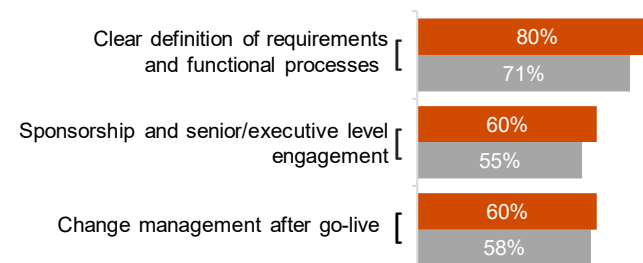 Clear definition of requirements
and functional processes
80%
71%
Sponsorship and senior/executive level
engagement
60%
55%
Change management after go-live
60%
58%